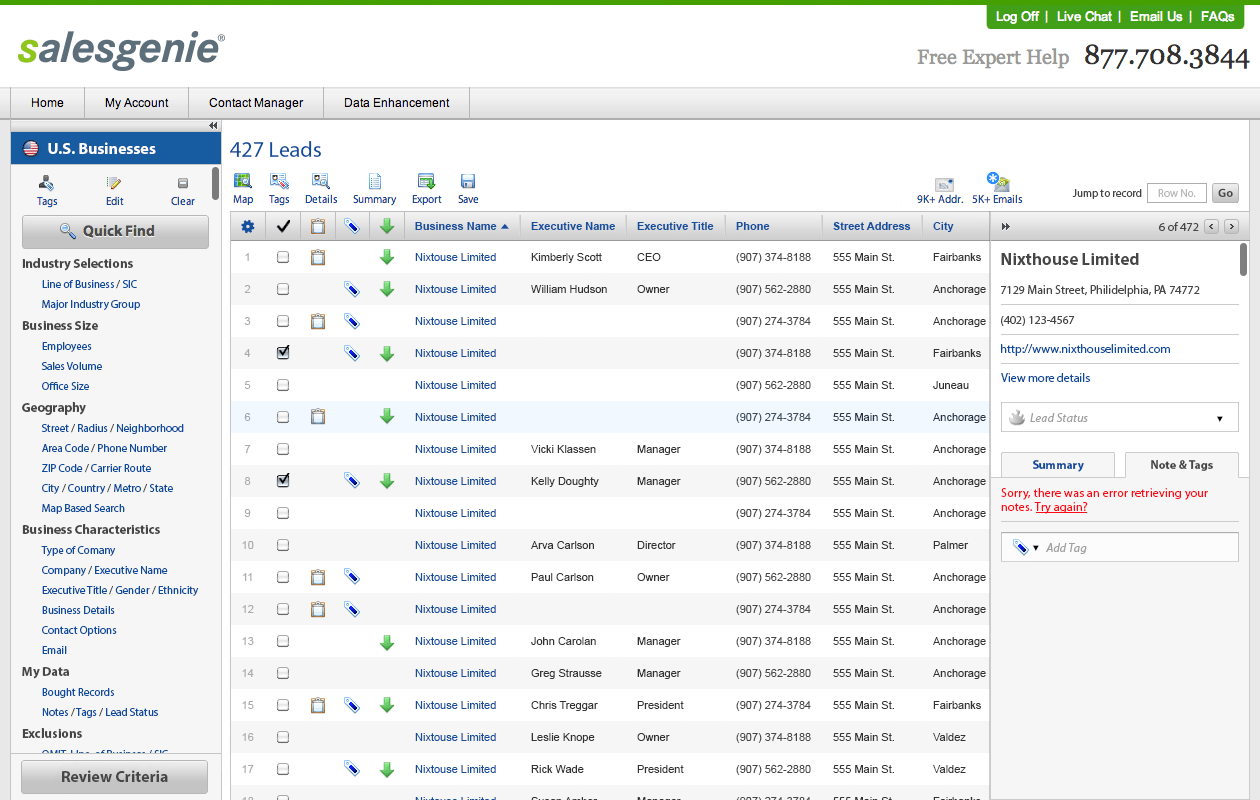 Log Off | Live Chat | Email Us | FAQs
salesgenie®
Free Expert Help 877.708.3844
Home My Account Contact Manager Data Enhancement
U.S. Businesses
Tags Edit Clear
Quick Find
Industry Selections
Line of Business / SIC
Major Industry Group
Business Size
Employees
Sales Volume
Office Size
Geography
Street / Radius / Neighborhood
Area Code / Phone Number
ZIP Code / Carrier Route
City / Country / Metro / State
Map Based Search
Business Characteristics
Type of Comany
Company / Executive Name
Executive Title / Gender / Ethnicity
Business Details
Contact Options
Email
My Data
Bought Records
Notes /Tags / Lead Status
Exclusions
OMIT: Line of Business / SIC
Review Criteria
427 Leads
Map Tags Details Summary Export Save
9K+ Addr. 5K+ Emails
Jump to record Row No. Go
Business Name Executive Name Executive Title Phone Street Address City
1 Nixtouse Limited Kimberly Scott CEO (907) 374-8188 555 Main St. Fairbanks
2 Nixtouse Limited William Hudson Owner (907) 562-2880 555 Main St. Anchorage
3 Nixtouse Limited (907) 274-3784 555 Main St. Anchorage
4 Nixtouse Limited (907) 374-8188 555 Main St. Fairbanks
5 Nixtouse Limited (907) 562-2880 555 Main St. Juneau
6 Nixtouse Limited (907) 274-3784 555 Main St. Anchorage
7 Nixtouse Limited Vicki Klassen Manager (907) 374-8188 555 Main St. Anchorage
8 Nixtouse Limited Kelly Doughty Manager (907) 562-2880 555 Main St. Anchorage
9 Nixtouse Limited (907) 274-3784 555 Main St. Anchorage
10 Nixtouse Limited Arva Carlson Director (907) 374-8188 555 Main St. Palmer
11 Nixtouse Limited Paul Carlson Owner (907) 562-2880 555 Main St. Anchorage
12 Nixtouse Limited (907) 274-3784 555 Main St. Anchorage
13 Nixtouse Limited John Carolan Manager (907) 374-8188 555 Main St. Anchorage
14 Nixtouse Limited Greg Strausse Manager (907) 562-2880 555 Main St. Anchorage
15 Nixtouse Limited Chris Treggar President (907) 274-3784 555 Main St. Fairbanks
16 Nixtouse Limited Leslie Knope Owner (907) 374-8188 555 Main St. Valdez
17 Nixtouse Limited Rick Wade President (907) 562-2880 555 Main St. Valdez
6 of 472
Nixthouse Limited
7129 Main Street, Philidelphia, PA 74772
(402) 123-4567
http://www.nixthouselimited.com
View more details
Lead Status
Summary Note & Tags
Sorry, there was an error retrieving your
notes. Try again?
Add Tag